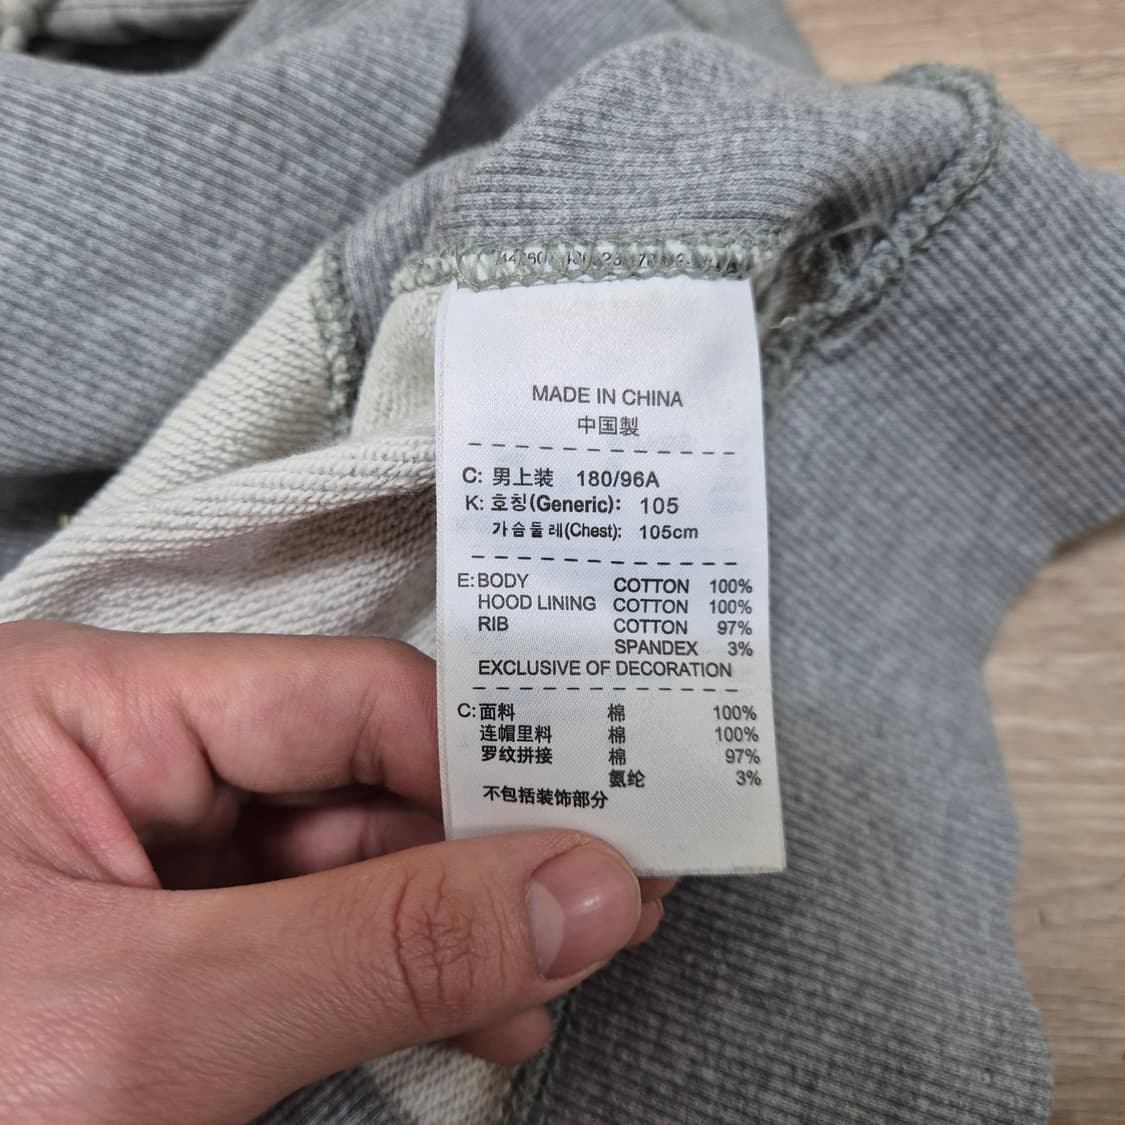 MADE IN CHINA
中国製
C: 男上装 180/96A
K: 호칭(Generic): 105
가슴둘레(Chest): 105cm
E: BODY COTTON 100%
HOOD LINING COTTON 100%
RIB COTTON 97%
SPANDEX 3%
EXCLUSIVE OF DECORATION
C: 面料 棉 100%
连帽里料 棉 100%
罗纹拼接 棉 97%
氨纶 3%
不包括装饰部分